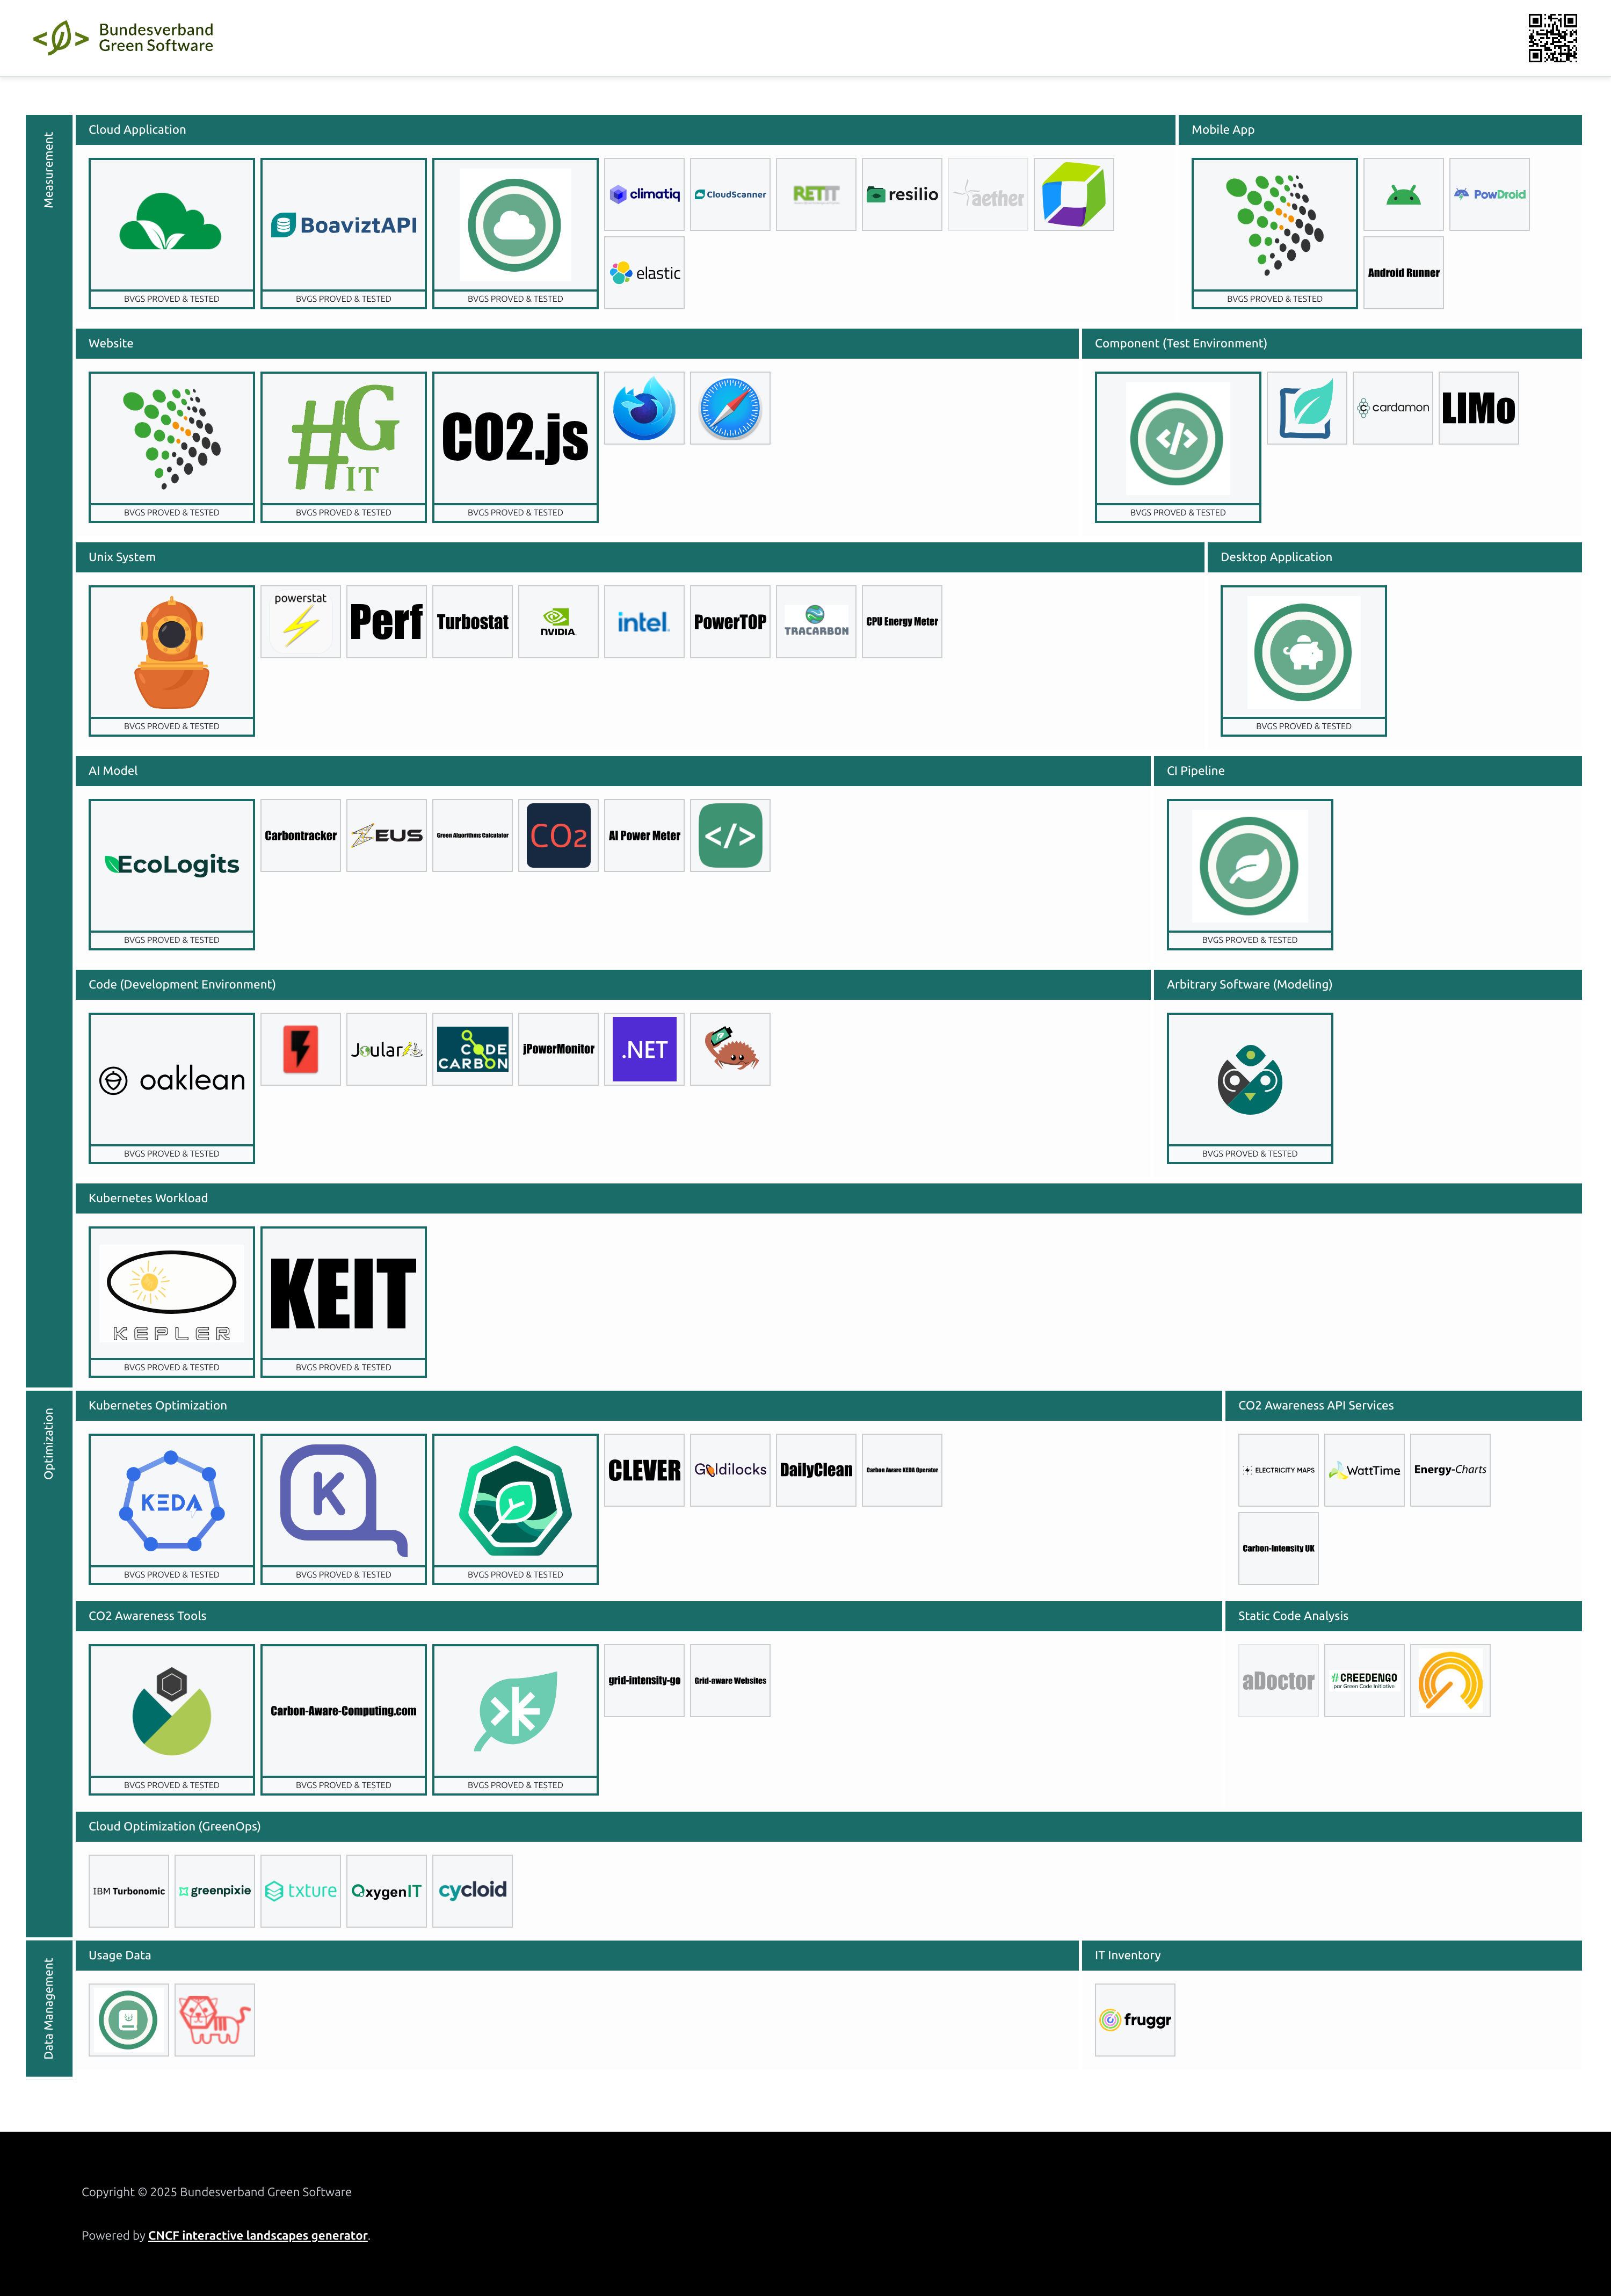 Bundesverband
Green Software
Measurement
Cloud Application
Mobile App
BoaviztAPI
climatiq
CloudScanner
RETIT
resilio
aether
elastic
PowDroid
Android Runner
BVGS PROVED & TESTED
BVGS PROVED & TESTED
BVGS PROVED & TESTED
BVGS PROVED & TESTED
Website
Component (Test Environment)
#G
IT
CO2.js
cardamon
LIMo
BVGS PROVED & TESTED
BVGS PROVED & TESTED
BVGS PROVED & TESTED
BVGS PROVED & TESTED
Unix System
Desktop Application
powerstat
Perf
Turbostat
NVIDIA
intel.
PowerTOP
TRACARBON
CPU Energy Meter
BVGS PROVED & TESTED
BVGS PROVED & TESTED
AI Model
CI Pipeline
EcoLogits
Carbontracker
ZEUS
Green Algorithms Calculator
CO2
AI Power Meter
</>
BVGS PROVED & TESTED
BVGS PROVED & TESTED
Code (Development Environment)
Arbitrary Software (Modeling)
oaklean
Joular
CODE
CARBON
jPowerMonitor
.NET
BVGS PROVED & TESTED
BVGS PROVED & TESTED
Kubernetes Workload
KEPLER
KEIT
BVGS PROVED & TESTED
BVGS PROVED & TESTED
Optimization
Kubernetes Optimization
CO2 Awareness API Services
KEDA
K
CLEVER
Goldilocks
DailyClean
Carbon Aware KEDA Operator
ELECTRICITY MAPS
WattTime
Energy-Charts
Carbon-Intensity UK
BVGS PROVED & TESTED
BVGS PROVED & TESTED
BVGS PROVED & TESTED
CO2 Awareness Tools
Static Code Analysis
Carbon-Aware-Computing.com
grid-intensity-go
Grid-aware Websites
aDoctor
#CREEDENGO
par Green Code Initiative
BVGS PROVED & TESTED
BVGS PROVED & TESTED
BVGS PROVED & TESTED
Cloud Optimization (GreenOps)
IBM Turbonomic
greenpixie
txture
OxygenIT
cycloid
Data Management
Usage Data
IT Inventory
fruggr
Copyright © 2025 Bundesverband Green Software
Powered by CNCF interactive landscapes generator.